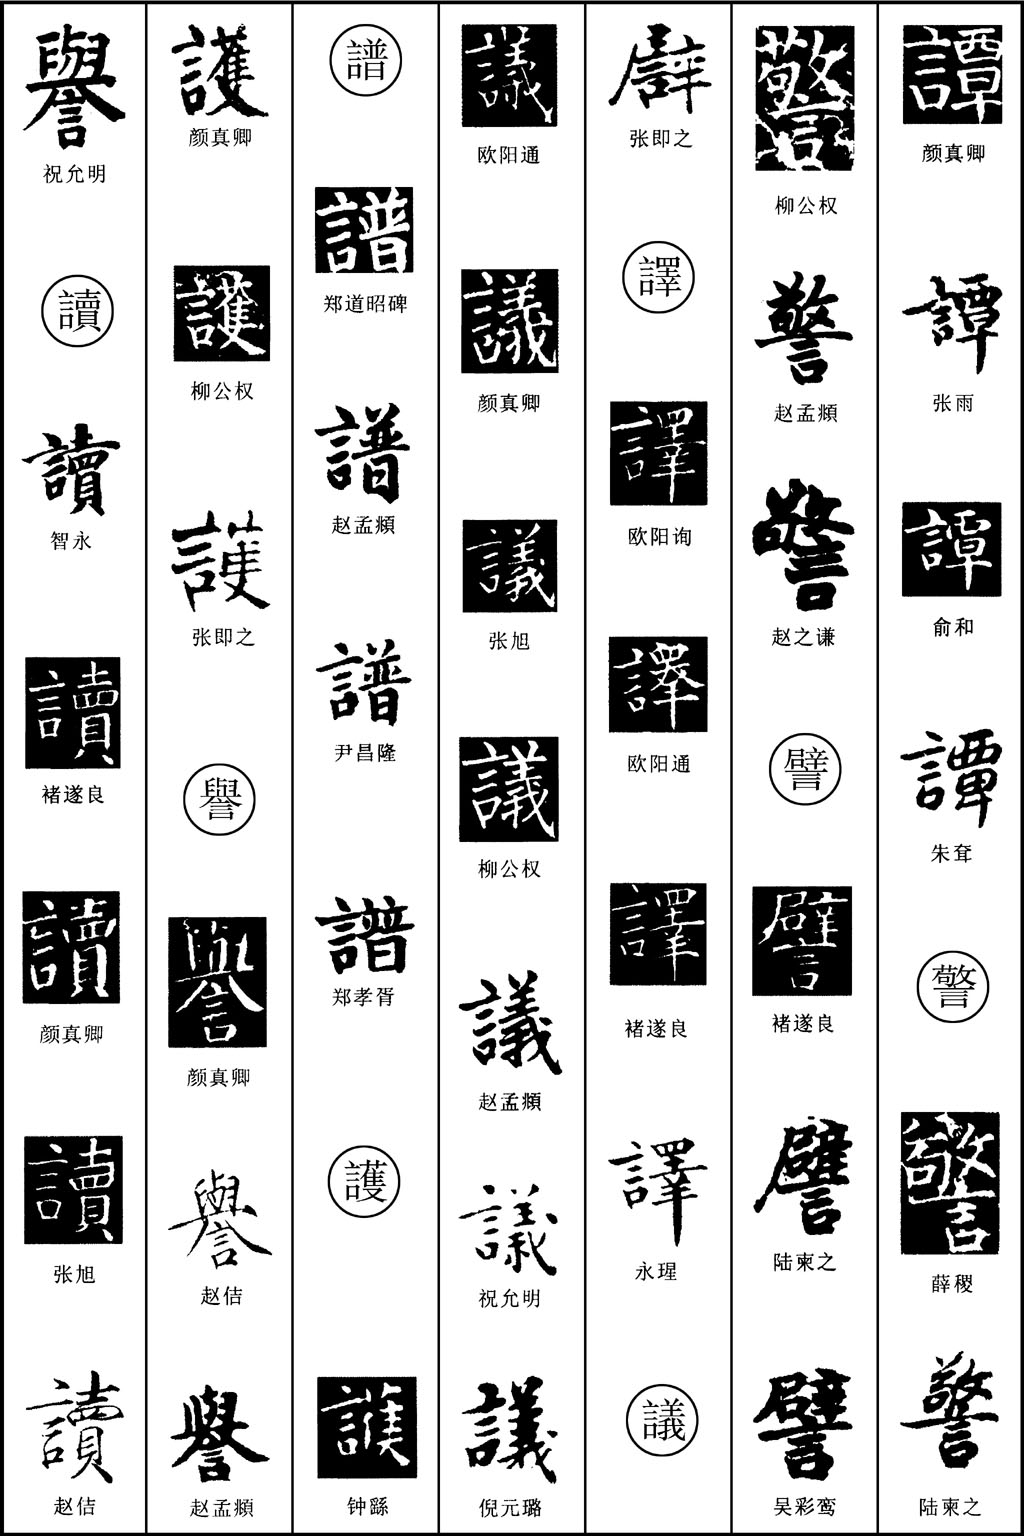 譚
颜真卿
譚
张雨
譚
俞和
譚
朱耷
警
警
薛稷
警
陆柬之
警
柳公权
警
赵孟頫
警
赵之谦
譬
譬
褚遂良
譬
陆柬之
譬
吴彩鸾
张即之
譯
譯
欧阳询
譯
欧阳通
譯
褚遂良
譯
永瑆
議
議
欧阳通
議
颜真卿
議
张旭
議
柳公权
議
赵孟頫
議
祝允明
議
倪元璐
譜
譜
郑道昭碑
譜
赵孟頫
譜
尹昌隆
譜
郑孝胥
護
護
钟繇
護
颜真卿
護
柳公权
護
张即之
譽
譽
颜真卿
譽
赵佶
譽
赵孟頫
譽
祝允明
讀
讀
智永
讀
褚遂良
讀
颜真卿
讀
张旭
讀
赵佶